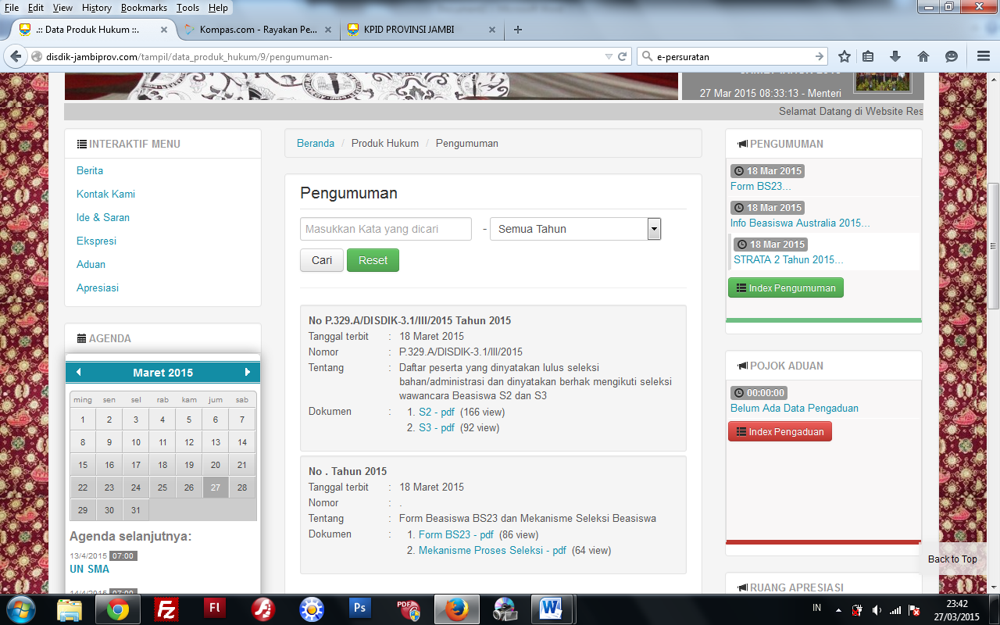 File Edit View History Bookmarks Tools Help
.:: Data Produk Hukum ::.
Kompas.com - Rayakan Pe...
KPID PROVINSI JAMBI
disdik-jambiprov.com/tampil/data_produk_hukum/9/pengumuman-
e-persuratan
27 Mar 2015 08:33:13 - Menteri
Selamat Datang di Website Res
INTERAKTIF MENU
Berita
Kontak Kami
Ide & Saran
Ekspresi
Aduan
Apresiasi
AGENDA
Maret 2015
ming sen sel rab kam jum sab
1 2 3 4 5 6 7
8 9 10 11 12 13 14
15 16 17 18 19 20 21
22 23 24 25 26 27 28
29 30 31
Agenda selanjutnya:
13/4/2015 07:00
UN SMA
14/4/2015 07:00
Beranda / Produk Hukum / Pengumuman
Pengumuman
Masukkan Kata yang dicari - Semua Tahun
Cari Reset
No P.329.A/DISDIK-3.1/III/2015 Tahun 2015
Tanggal terbit : 18 Maret 2015
Nomor : P.329.A/DISDIK-3.1/III/2015
Tentang : Daftar peserta yang dinyatakan lulus seleksi
bahan/administrasi dan dinyatakan berhak mengikuti seleksi
wawancara Beasiswa S2 dan S3
Dokumen : 1. S2 - pdf (166 view)
2. S3 - pdf (92 view)
No . Tahun 2015
Tanggal terbit : 18 Maret 2015
Nomor : .
Tentang : Form Beasiswa BS23 dan Mekanisme Seleksi Beasiswa
Dokumen : 1. Form BS23 - pdf (86 view)
2. Mekanisme Proses Seleksi - pdf (64 view)
PENGUMUMAN
18 Mar 2015
Form BS23...
18 Mar 2015
Info Beasiswa Australia 2015...
18 Mar 2015
STRATA 2 Tahun 2015...
Index Pengumuman
POJOK ADUAN
00:00:00
Belum Ada Data Pengaduan
Index Pengaduan
Back to Top
RUANG APRESIASI
Fz
Fl
Ps
PDF
W
IN
23:42
27/03/2015